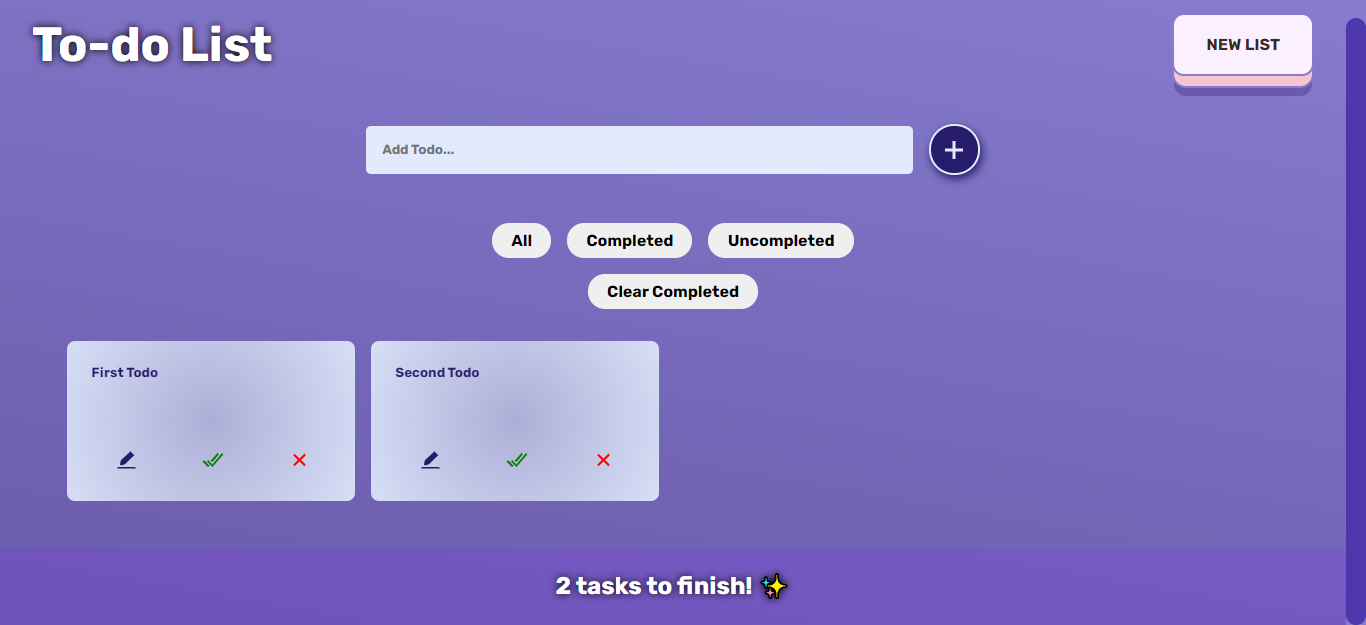 To-do List
NEW LIST
Add Todo...
All
Completed
Uncompleted
Clear Completed
First Todo
Second Todo
2 tasks to finish! ✨